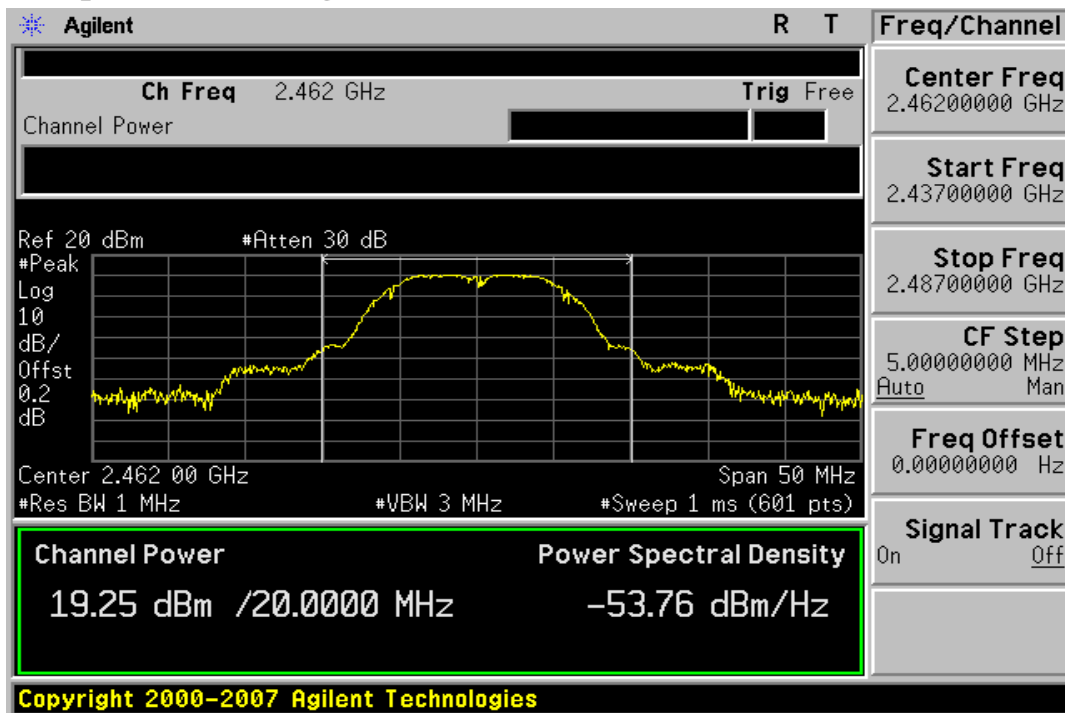 Agilent R T
Ch Freq 2.462 GHz Trig Free
Channel Power
Ref 20 dBm #Atten 30 dB
#Peak
Log
10
dB/
Offst
0.2
dB
Center 2.462 00 GHz Span 50 MHz
#Res BW 1 MHz #VBW 3 MHz #Sweep 1 ms (601 pts)
Channel Power Power Spectral Density
19.25 dBm /20.0000 MHz -53.76 dBm/Hz
Copyright 2000-2007 Agilent Technologies
Freq/Channel
Center Freq
2.46200000 GHz
Start Freq
2.43700000 GHz
Stop Freq
2.48700000 GHz
CF Step
5.00000000 MHz
Auto Man
Freq Offset
0.00000000 Hz
Signal Track
On Off